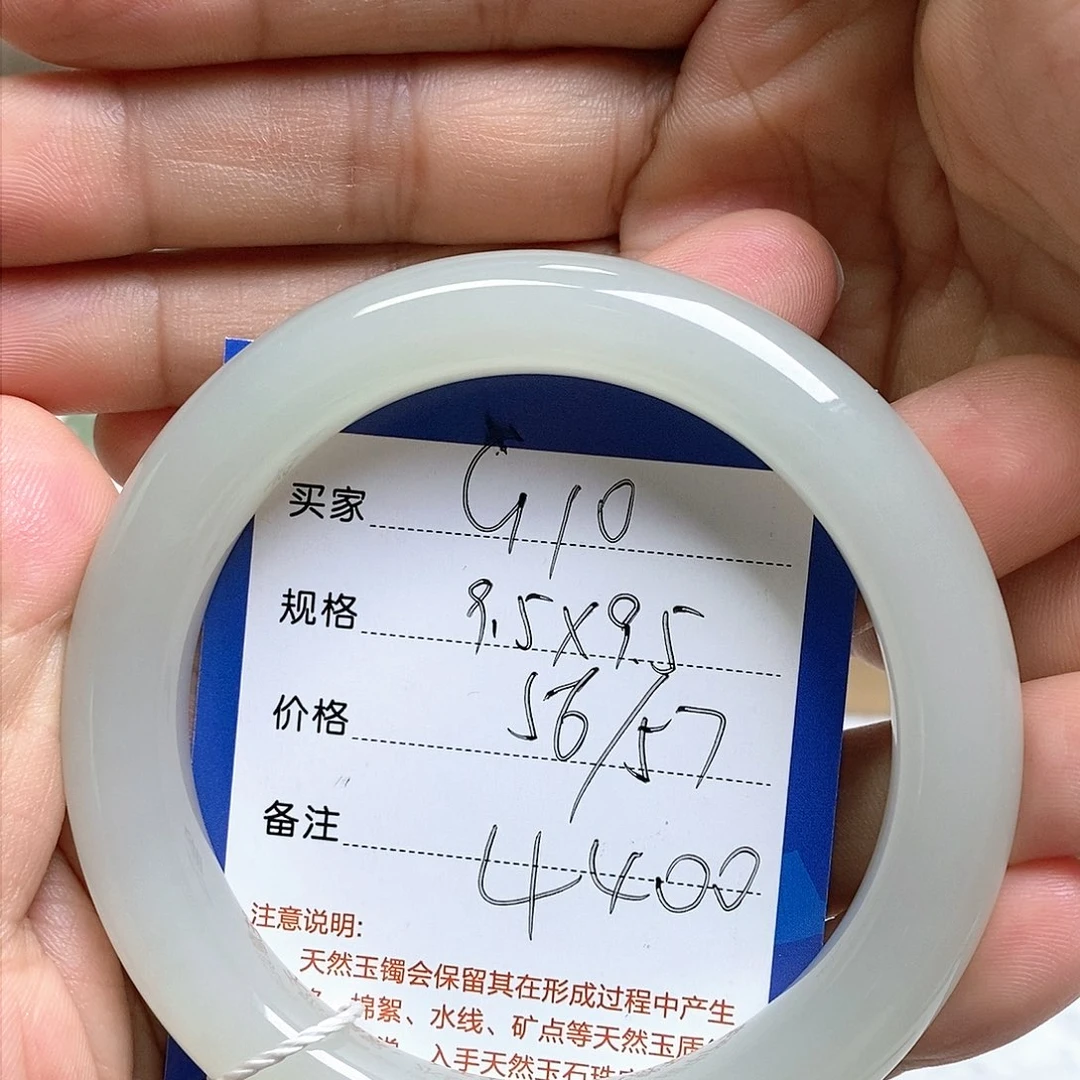 买家 G10
规格 9.5X9.5
价格 56/57
备注 4400
注意说明:
天然玉镯会保留其在形成过程中产生
棉絮、水线、矿点等天然玉质
入手天然玉石珠